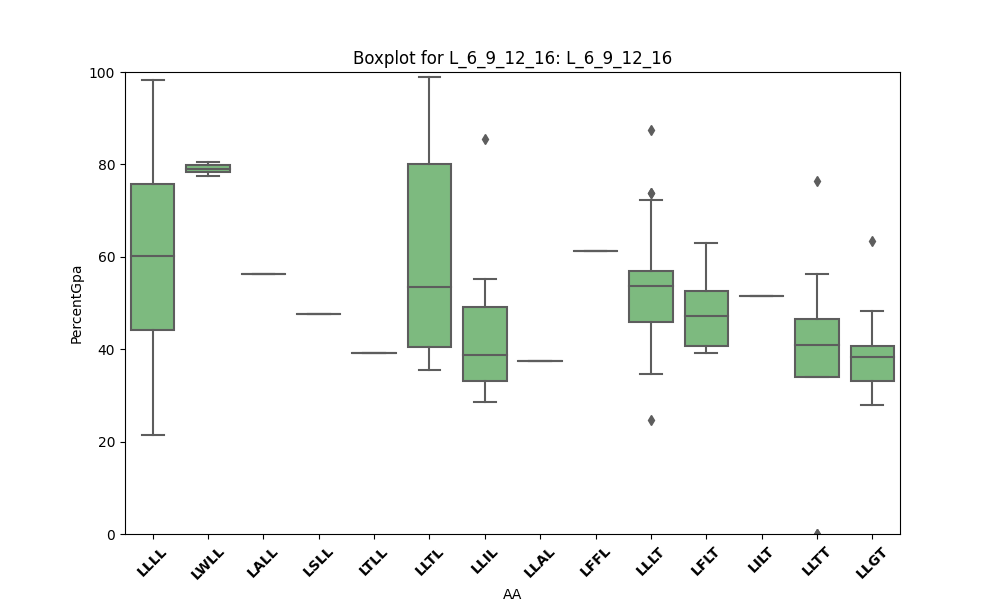 Boxplot for L_6_9_12_16: L_6_9_12_16
PercentGpa
100
80
60
40
20
0
LLLL LWLL LALL LSLL LTLL LLTL LLIL LLAL LFFL LLLT LFLT LILT LLTT LLGT
AA